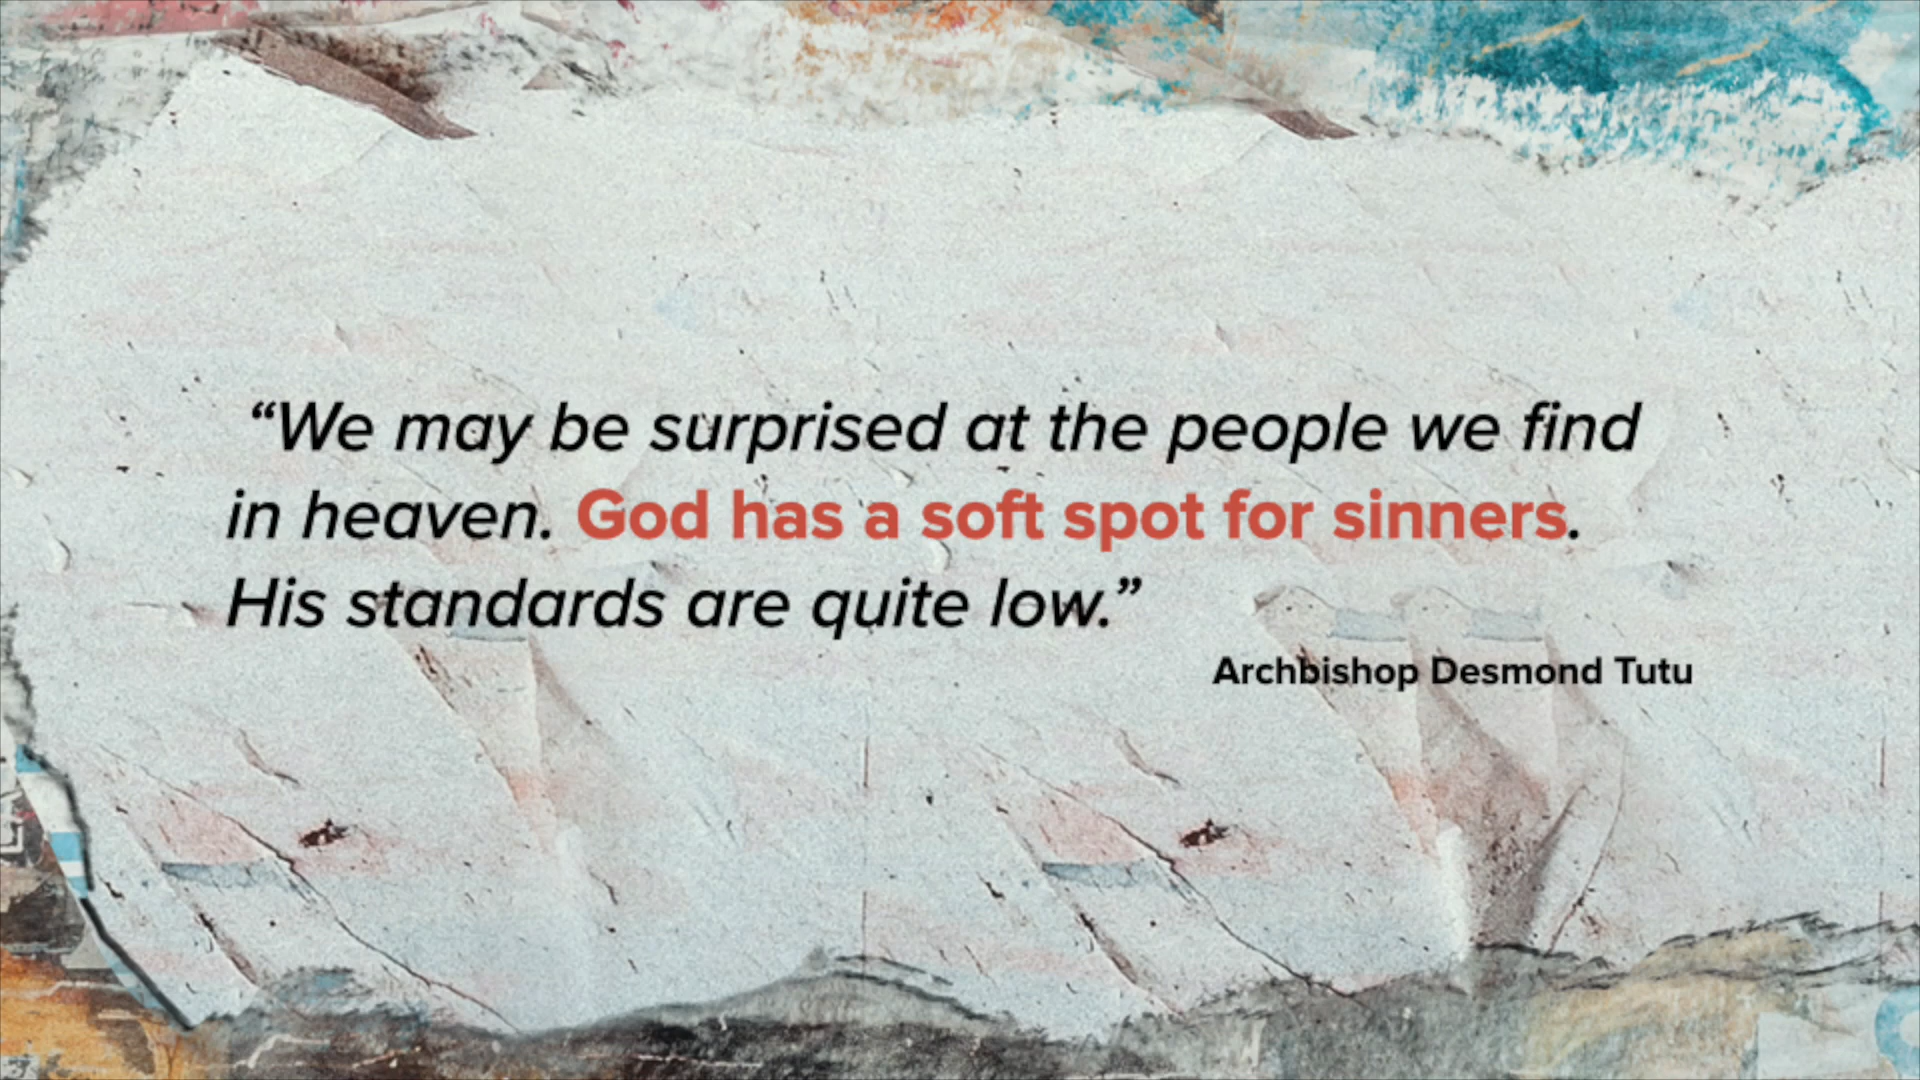 “We may be surprised at the people we find
in heaven. God has a soft spot for sinners.
His standards are quite low.”
Archbishop Desmond Tutu